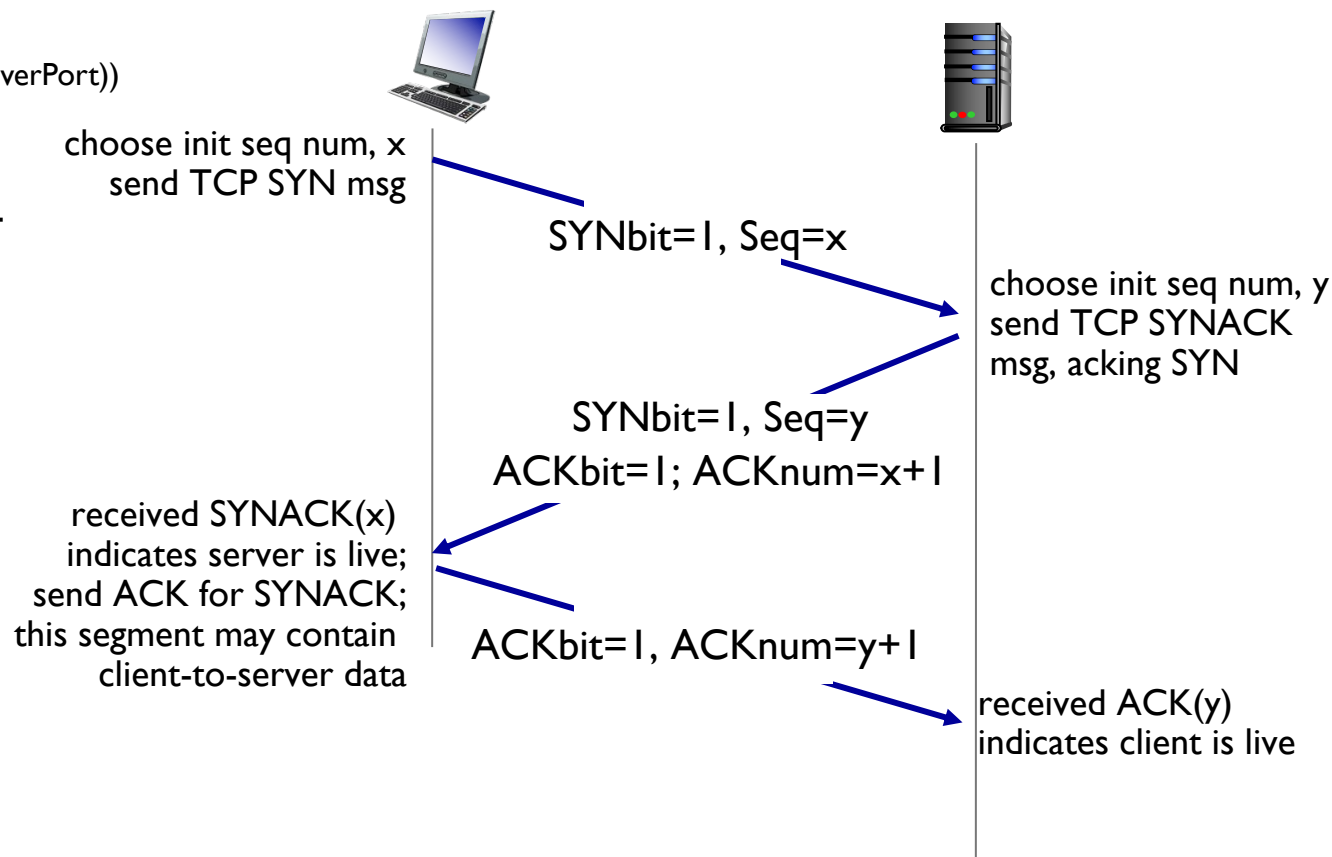 verPort))
choose init seq num, x
send TCP SYN msg
SYNbit=1, Seq=x
choose init seq num, y
send TCP SYNACK
msg, acking SYN
SYNbit=1, Seq=y
ACKbit=1; ACKnum=x+1
received SYNACK(x)
indicates server is live;
send ACK for SYNACK;
this segment may contain
client-to-server data
ACKbit=1, ACKnum=y+1
received ACK(y)
indicates client is live